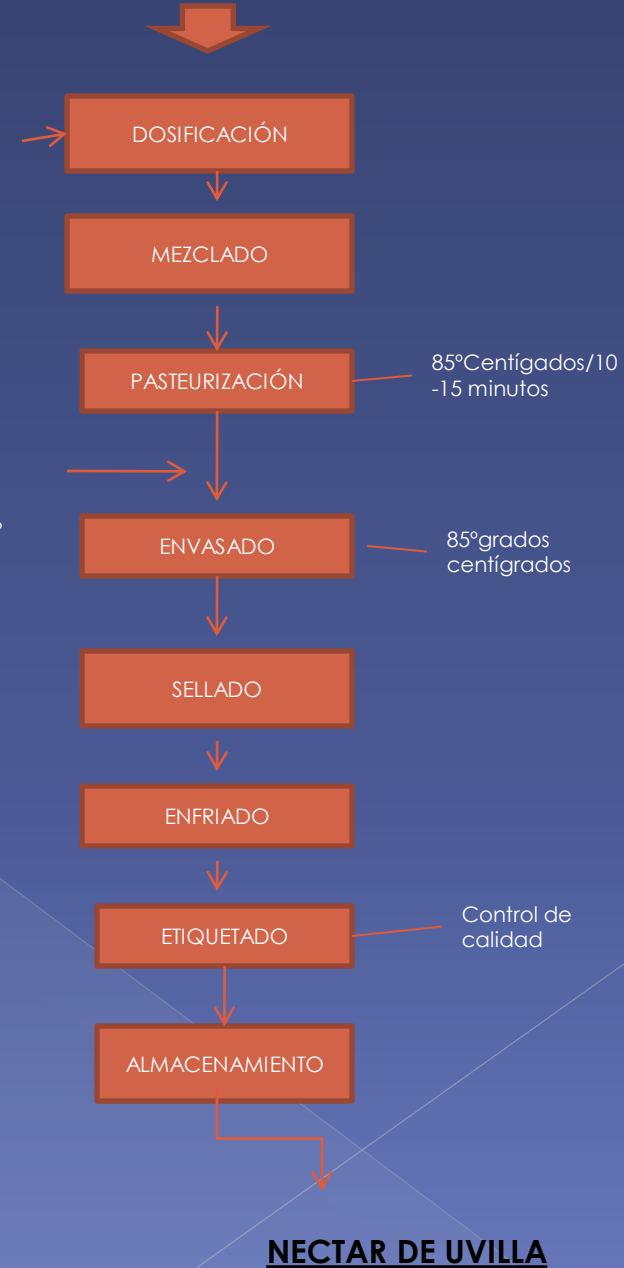 DOSIFICACIÓN
MEZCLADO
PASTEURIZACIÓN
85ºCentígados/10
-15 minutos
ENVASADO
85ºgrados
centígrados
SELLADO
ENFRIADO
ETIQUETADO
Control de
calidad
ALMACENAMIENTO
NECTAR DE UVILLA